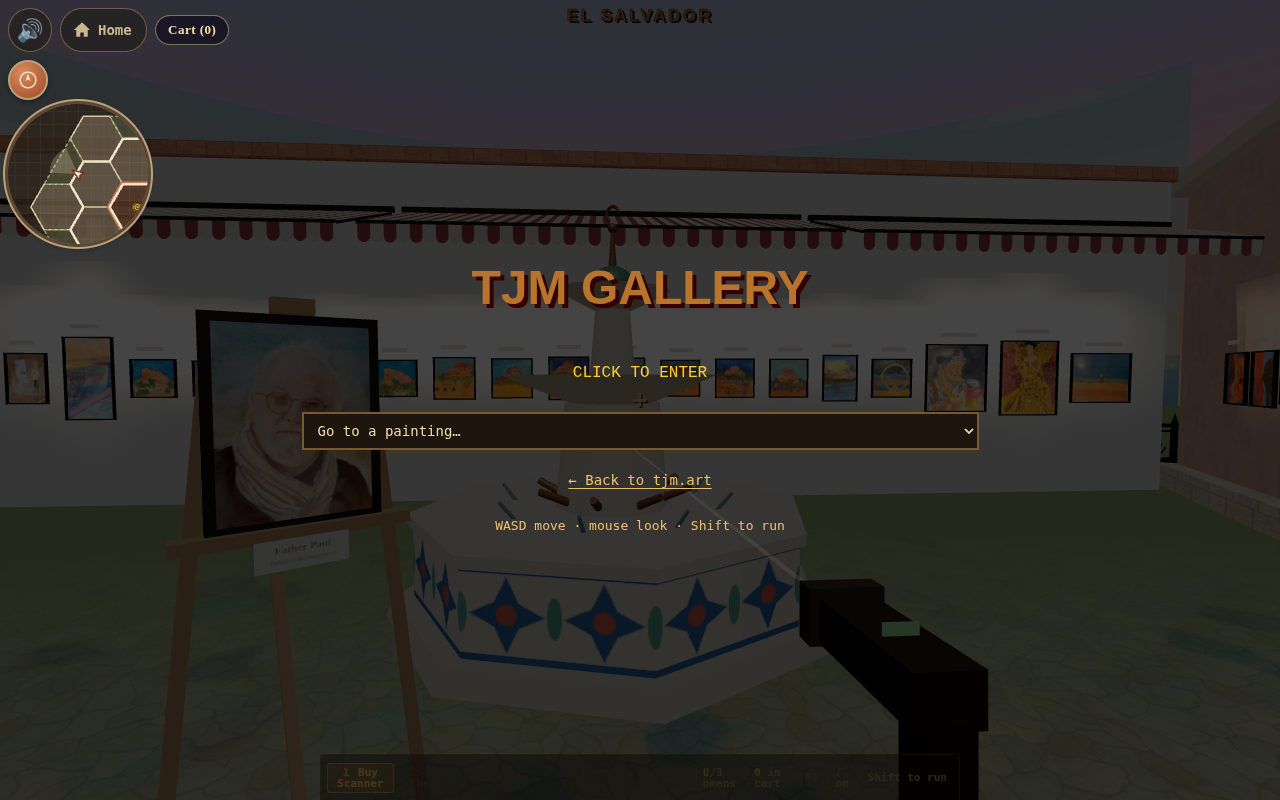 EL SALVADOR
Home
Cart (0)
TJM GALLERY
CLICK TO ENTER
Go to a painting…
← Back to tjm.art
WASD move · mouse look · Shift to run
Father Paul
1 Buy
Scanner
0/3
omens
0 in
cart
Shift to run